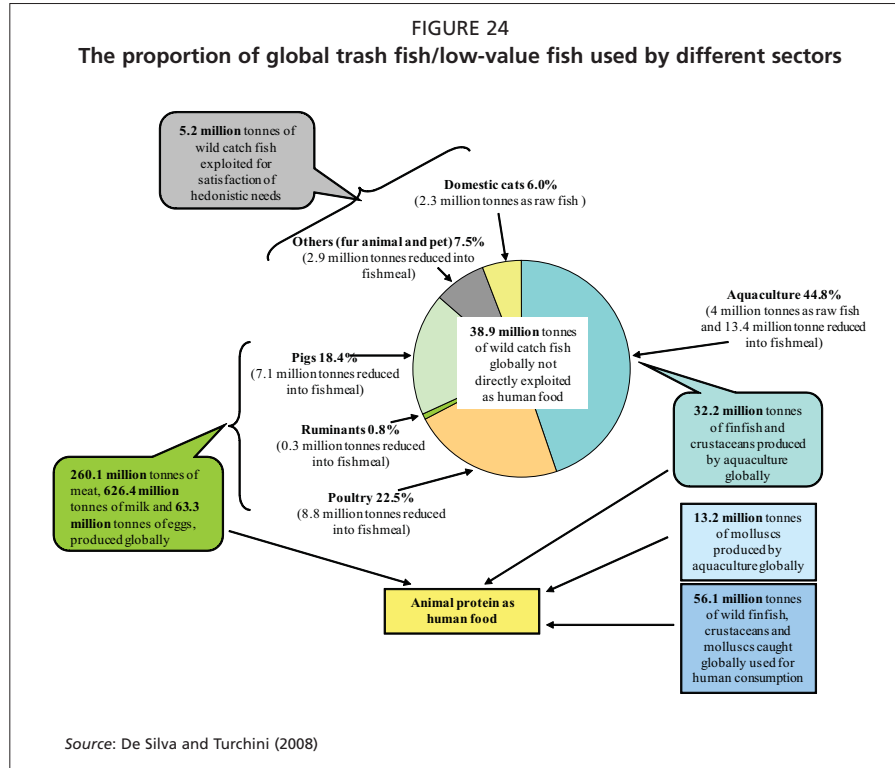 FIGURE 24
The proportion of global trash fish/low-value fish used by different sectors
5.2 million tonnes of
wild catch fish
exploited for
satisfaction of
hedonistic needs
Domestic cats 6.0%
(2.3 million tonnes as raw fish )
Others (fur animal and pet) 7.5%
(2.9 million tonnes reduced into
fishmeal)
Aquaculture 44.8%
(4 million tonnes as raw fish
and 13.4 million tonne reduced
into fishmeal)
38.9 million tonnes
of wild catch fish
globally not
directly exploited
as human food
Pigs 18.4%
(7.1 million tonnes reduced
into fishmeal)
Ruminants 0.8%
(0.3 million tonnes reduced
into fishmeal)
Poultry 22.5%
(8.8 million tonnes reduced
into fishmeal)
32.2 million tonnes
of finfish and
crustaceans produced
by aquaculture
globally
260.1 million tonnes of
meat, 626.4 million
tonnes of milk and 63.3
million tonnes of eggs,
produced globally
13.2 million tonnes
of molluscs
produced by
aquaculture globally
Animal protein as
human food
56.1 million tonnes
of wild finfish,
crustaceans and
molluscs caught
globally used for
human consumption
Source: De Silva and Turchini (2008)